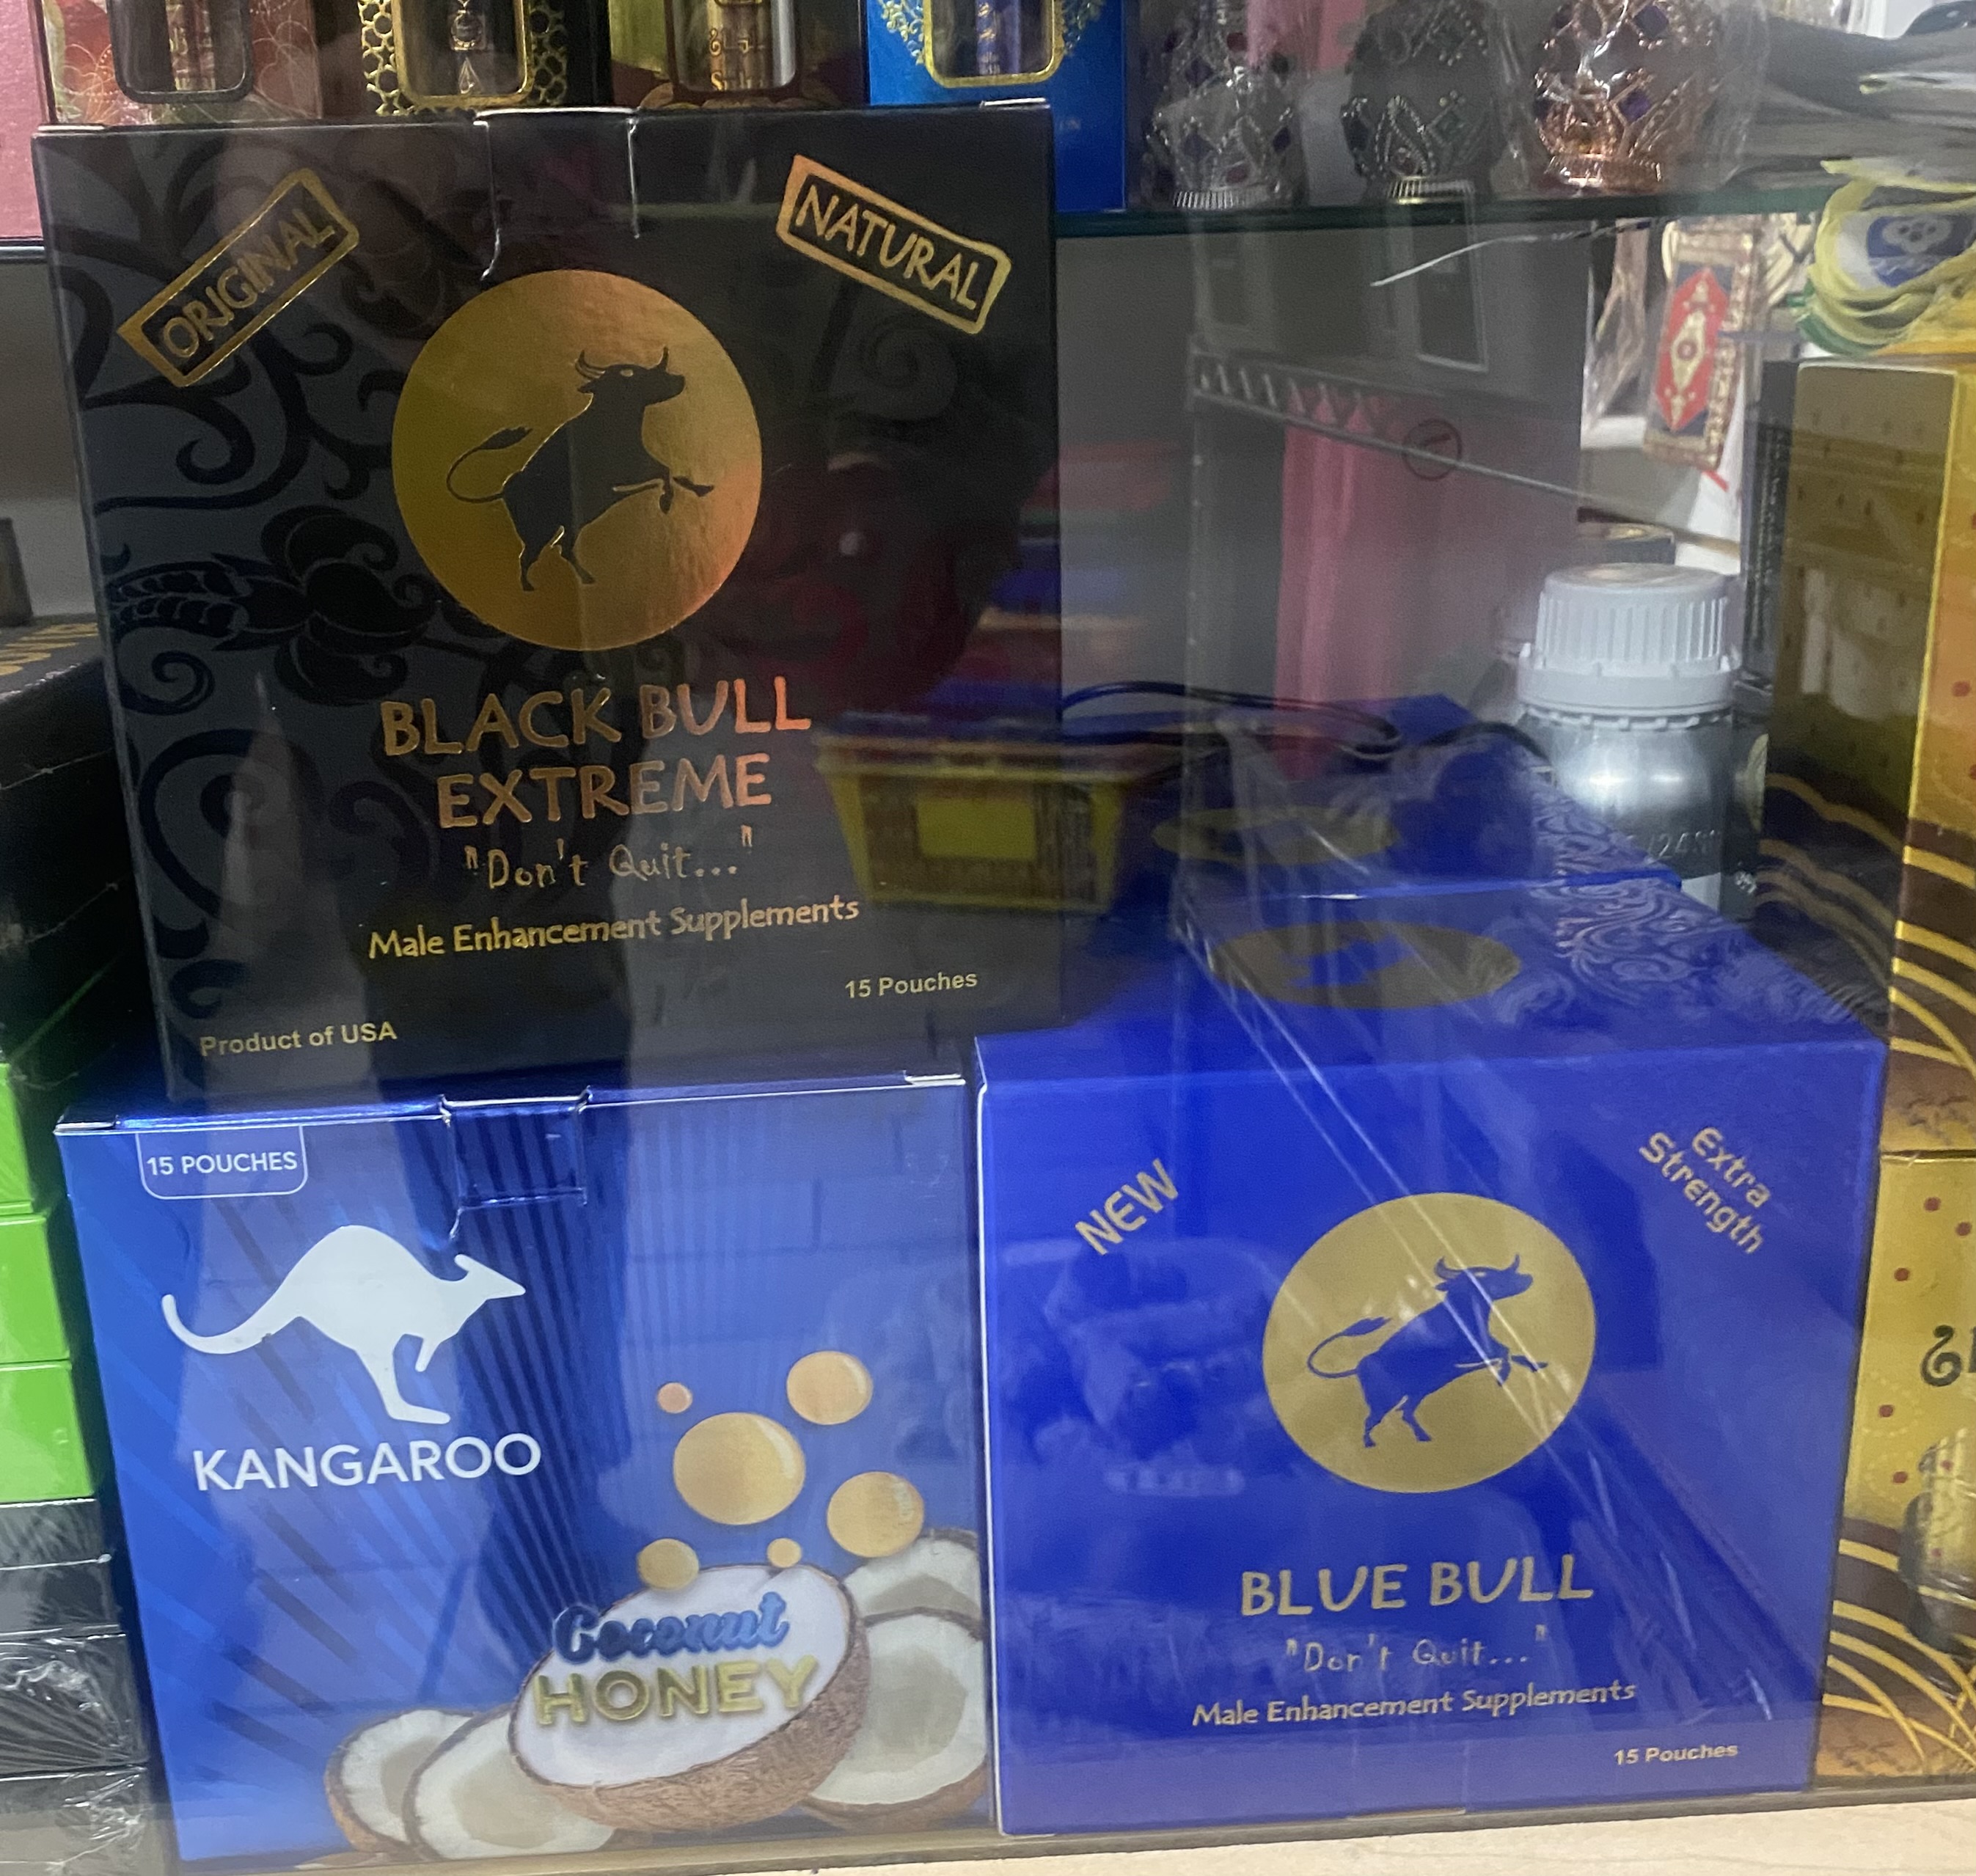 ORIGINAL
NATURAL
BLACK BULL
EXTREME
"Don't Quit..."
Male Enhancement Supplements
15 Pouches
Product of USA
15 POUCHES
KANGAROO
Coconut
HONEY
NEW
Extra
Strength
BLUE BULL
"Don't Quit..."
Male Enhancement Supplements
15 Pouches